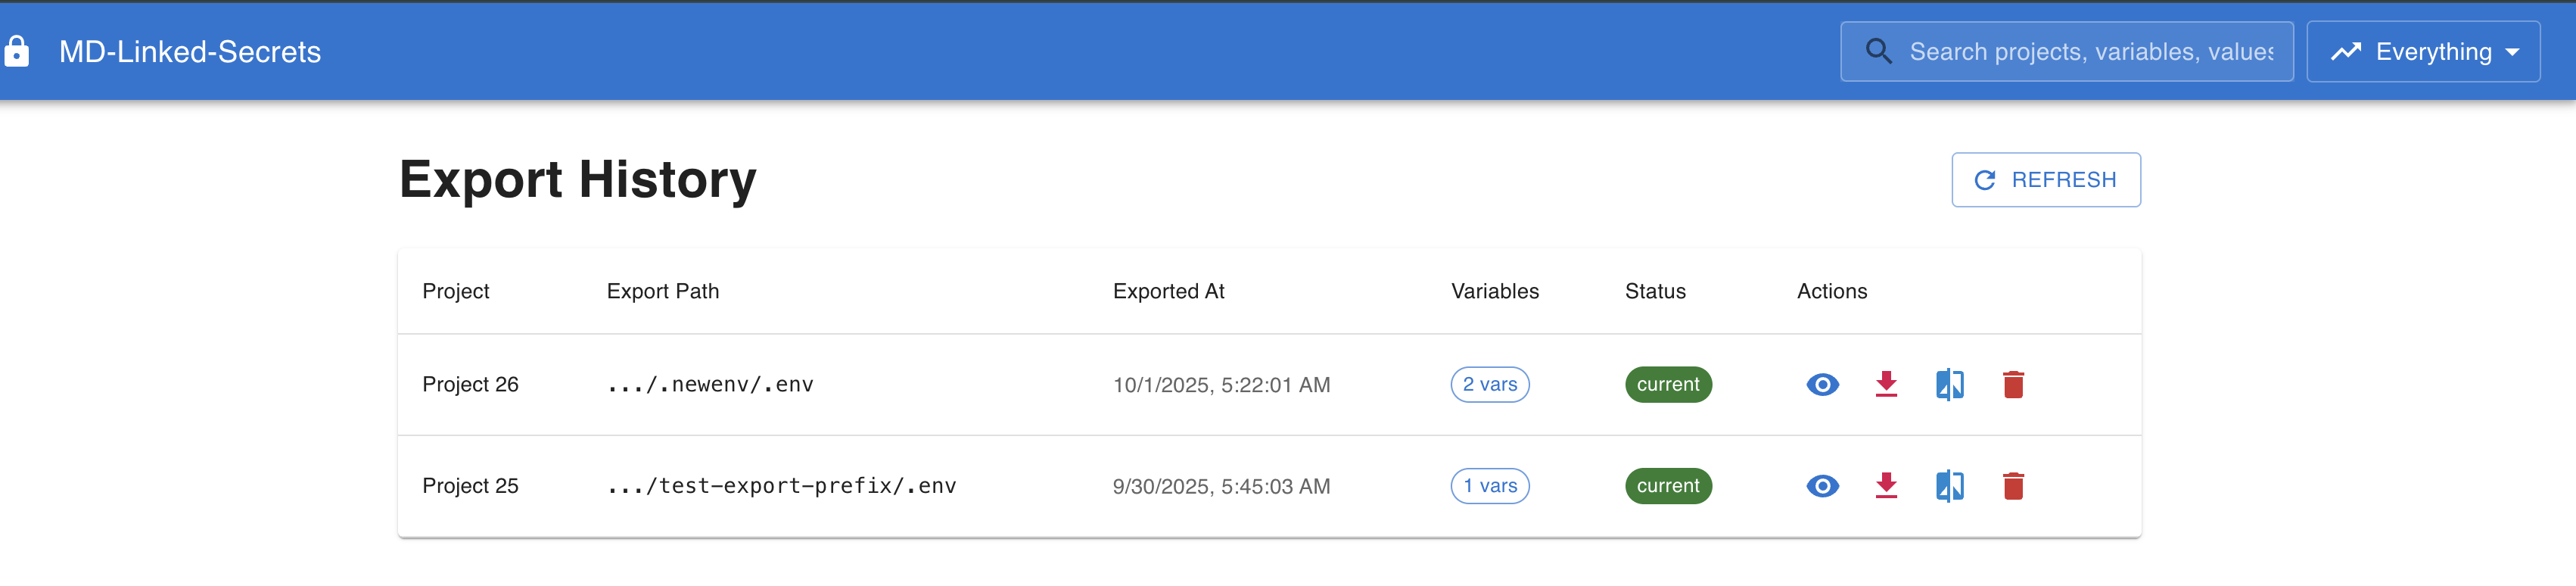 MD-Linked-Secrets
Search projects, variables, values
Everything
Export History
REFRESH
Project Export Path Exported At Variables Status Actions
Project 26 .../.newenv/.env 10/1/2025, 5:22:01 AM 2 vars current
Project 25 .../test-export-prefix/.env 9/30/2025, 5:45:03 AM 1 vars current